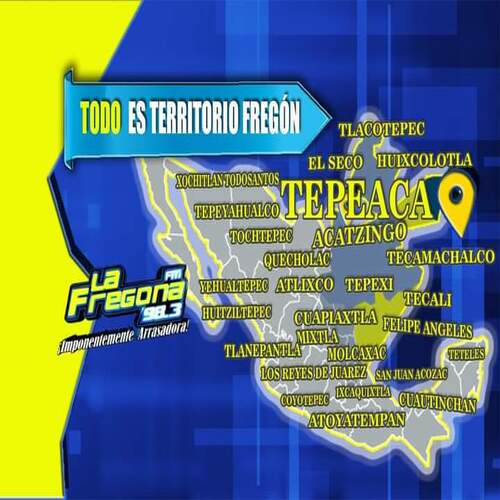 TODO ES TERRITORIO FREGÓN
TLACOTEPEC
EL SECO HUIXCOLOTLA
XOCHITLÁN TODOSANTOS
TEPEACA
TEPEYAHUALCO
TOCHTEPEC ACATZINGO
QUECHOLAC TECAMACHALCO
YEHUALTEPEC ATLIXCO TEPEXI
TECALI
HUITZILTEPEC
CUAPIAXTLA
FELIPE ANGELES
MIXTLA
TLANEPANTLA MOLCAXAC TETELES
LOS REYES DE JUAREZ SAN JUAN ACOZAC
COYOTEPEC IXCAQUIXTLA CUAUTINCHAN
ATOYATEMPAN
LA
FREGONA FM
98.3
¡Imponentemente Arrasadora!